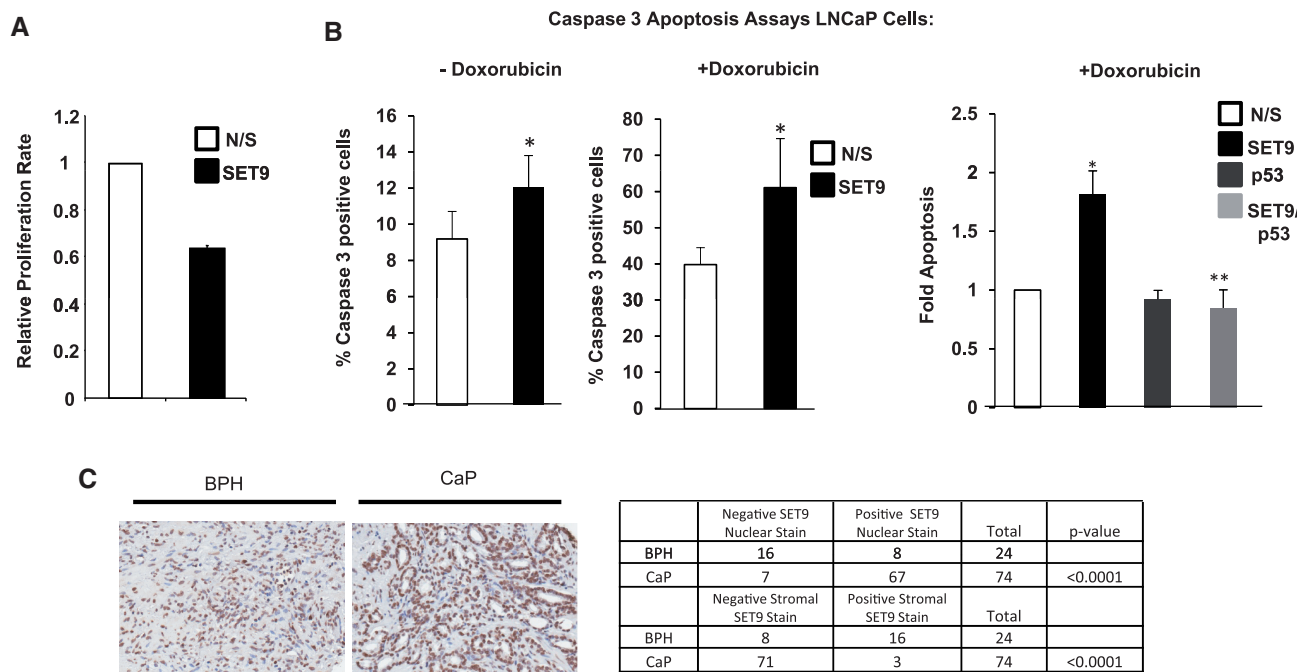 Caspase 3 Apoptosis Assays LNCaP Cells:
A
B
- Doxorubicin
+Doxorubicin
+Doxorubicin
Relative Proliferation Rate
1.2
1
0.8
0.6
0.4
0.2
0
N/S
SET9
% Caspase 3 positive cells
16
14
12
10
8
6
4
2
0
*
% Caspase 3 positive cells
80
70
60
50
40
30
20
10
0
*
N/S
SET9
Fold Apoptosis
2.5
2
1.5
1
0.5
0
*
**
N/S
SET9
p53
SET9/
p53
C
BPH
CaP
Negative SET9 Positive SET9
Nuclear Stain Nuclear Stain Total p-value
BPH 16 8 24
CaP 7 67 74 <0.0001
Negative Stromal Positive Stromal
SET9 Stain SET9 Stain Total
BPH 8 16 24
CaP 71 3 74 <0.0001